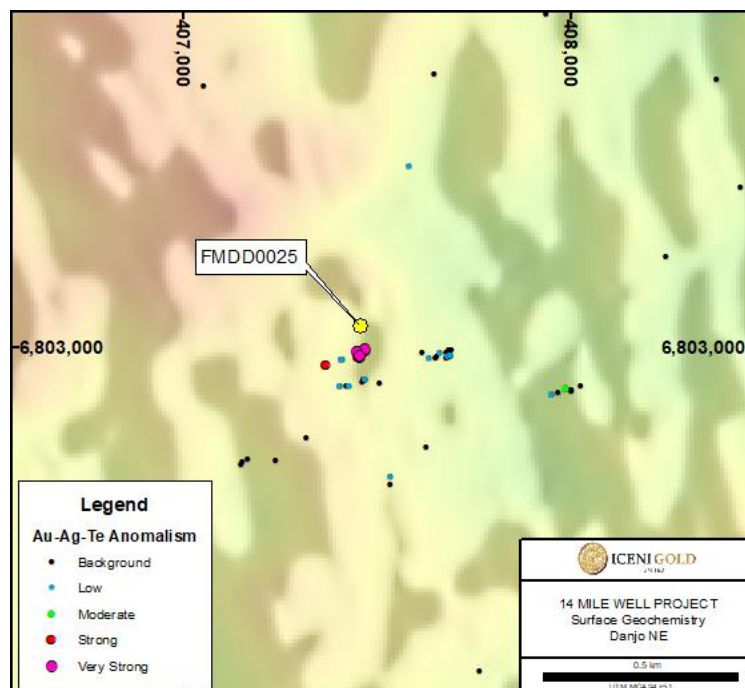 407,000
408,000
FMDD0025
6,803,000
6,803,000
Legend
Au-Ag-Te Anomalism
Background
Low
Moderate
Strong
Very Strong
ICENI GOLD
14 MILE WELL PROJECT
Surface Geochemistry
Danjo NE
0.5 km